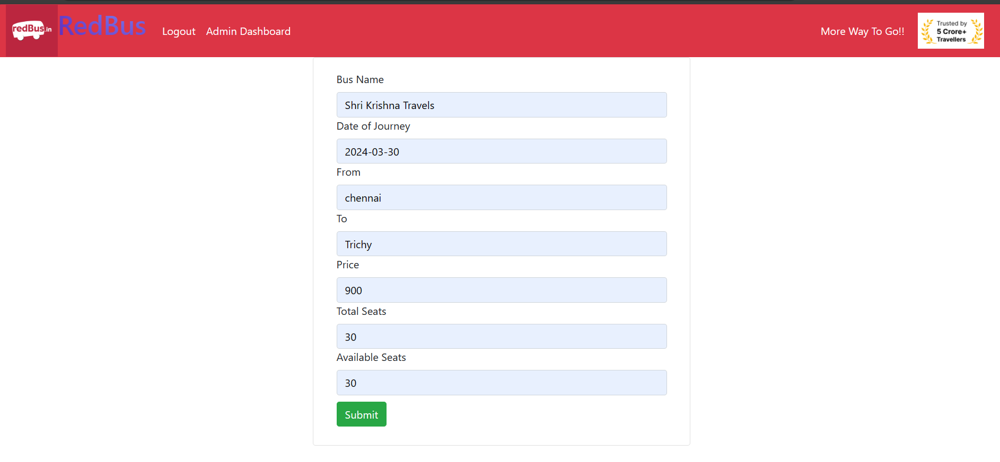 redBus.in
RedBus
Logout
Admin Dashboard
More Way To Go!!
Trusted by
5 Crore+
Travellers
Bus Name
Shri Krishna Travels
Date of Journey
2024-03-30
From
chennai
To
Trichy
Price
900
Total Seats
30
Available Seats
30
Submit